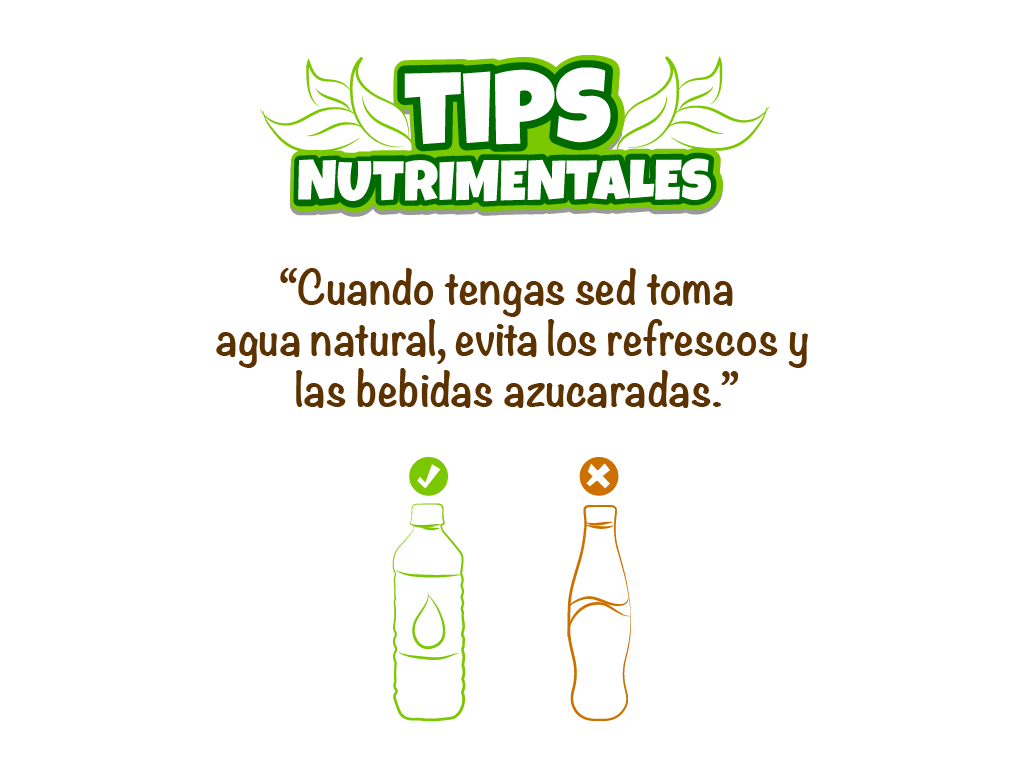 TIPS
NUTRIMENTALES
“Cuando tengas sed toma
agua natural, evita los refrescos y
las bebidas azucaradas.”